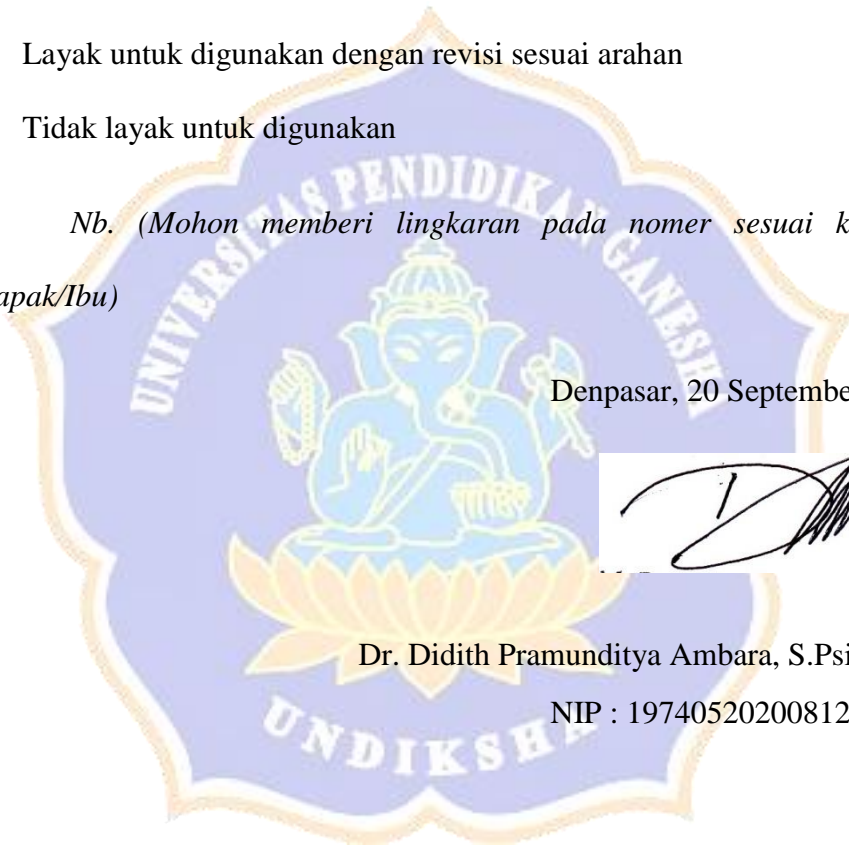 Layak untuk digunakan dengan revisi sesuai arahan
Tidak layak untuk digunakan
Nb. (Mohon memberi lingkaran pada nomer sesuai k
apak/Ibu)
UNIVERSITAS PENDIDIKAN GANESHA
Denpasar, 20 Septembe
Dr. Didith Pramunditya Ambara, S.Psi
NIP : 19740520200812
UNDIKSHA